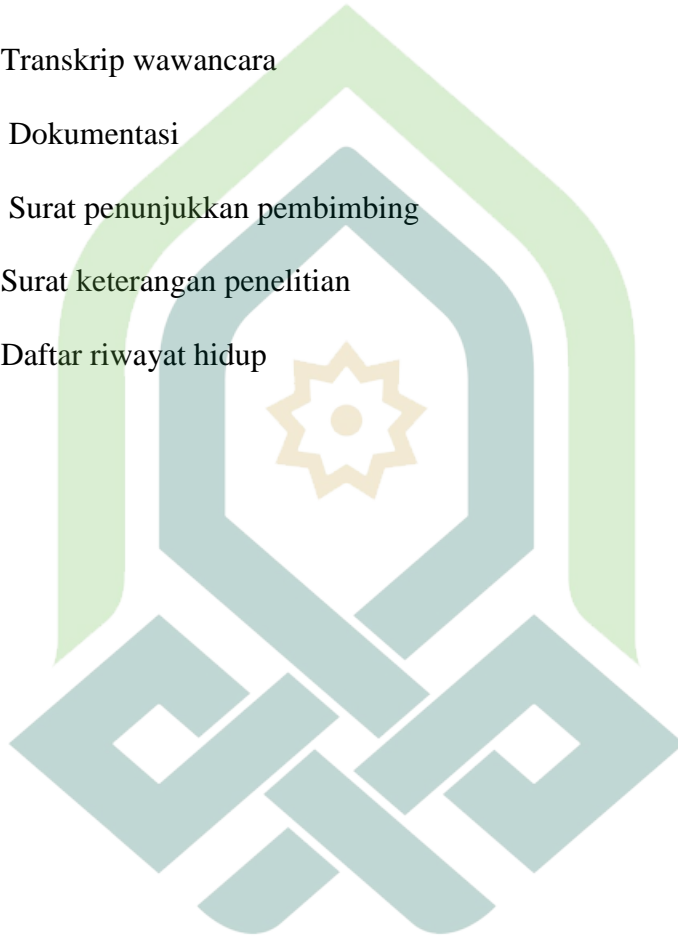 Transkrip wawancara
Dokumentasi
Surat penunjukkan pembimbing
Surat keterangan penelitian
Daftar riwayat hidup